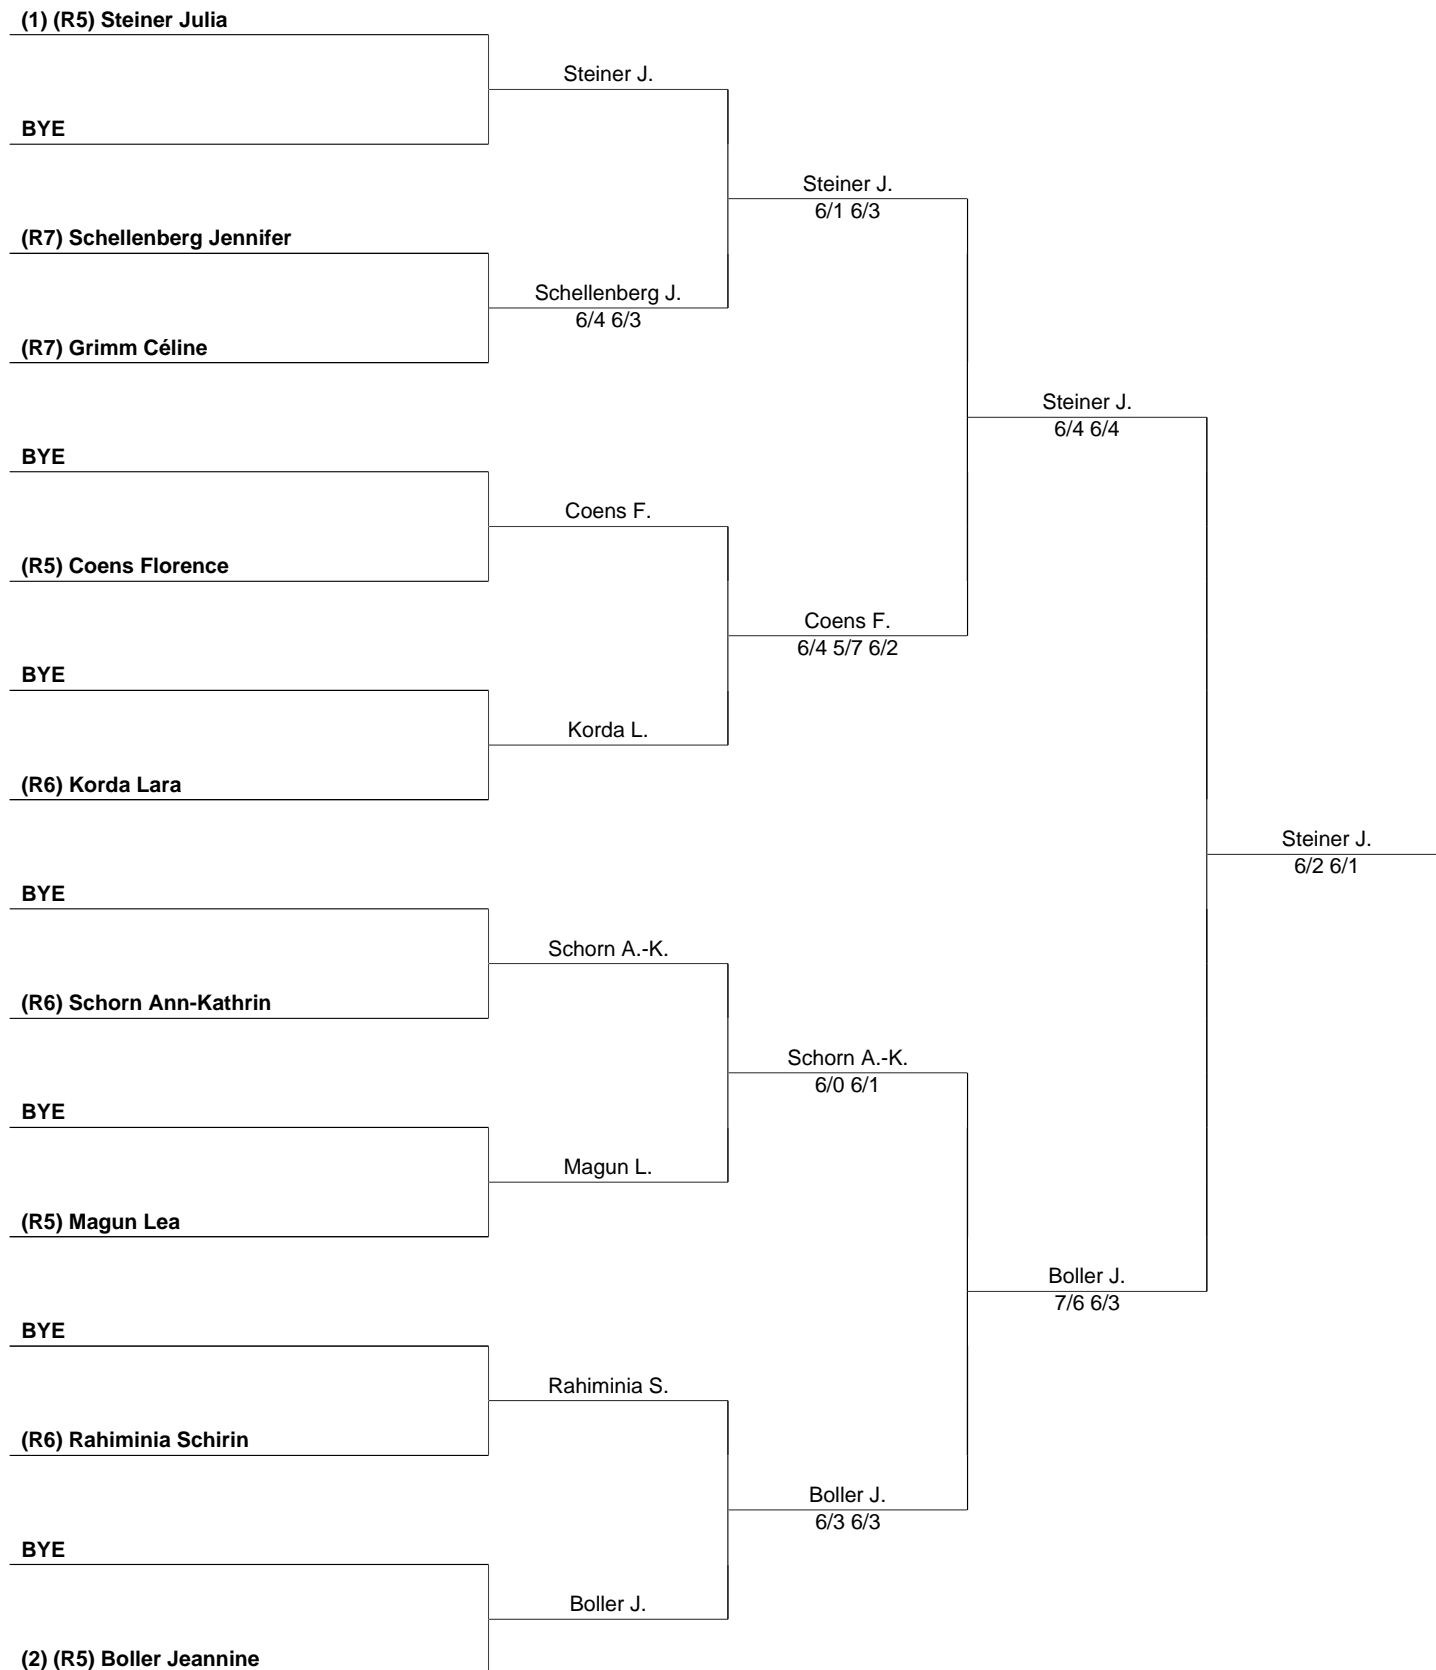 (1) (R5) Steiner Julia
Steiner J.
BYE
Steiner J.
6/1 6/3
(R7) Schellenberg Jennifer
Schellenberg J.
6/4 6/3
(R7) Grimm Céline
Steiner J.
6/4 6/4
BYE
Coens F.
(R5) Coens Florence
Coens F.
6/4 5/7 6/2
BYE
Korda L.
(R6) Korda Lara
Steiner J.
6/2 6/1
BYE
Schorn A.-K.
(R6) Schorn Ann-Kathrin
Schorn A.-K.
6/0 6/1
BYE
Magun L.
(R5) Magun Lea
Boller J.
7/6 6/3
BYE
Rahiminia S.
(R6) Rahiminia Schirin
Boller J.
6/3 6/3
BYE
Boller J.
(2) (R5) Boller Jeannine